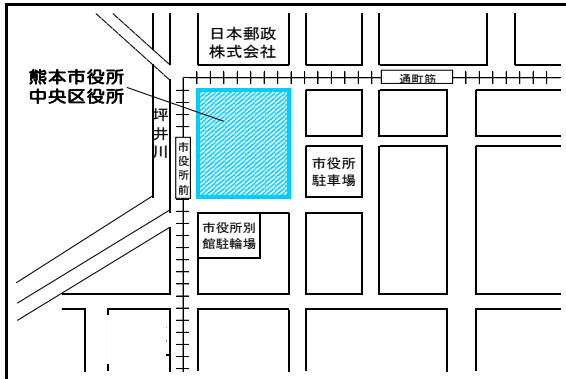 日本郵政
株式会社
熊本市役所
中央区役所
通町筋
坪井川
市役所前
市役所
駐車場
市役所別
館駐輪場